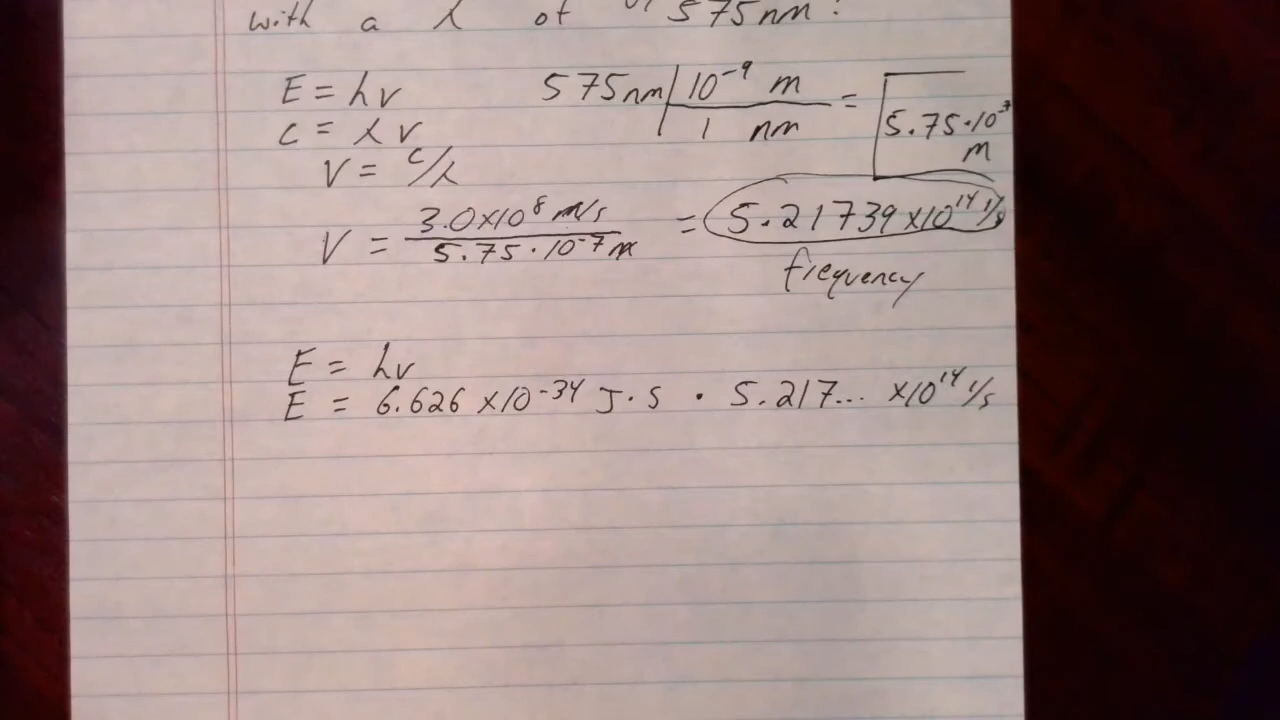 with a λ of 575nm?
E = hν
575nm | 10⁻⁹ m / 1 nm = 5.75·10⁻⁷ m
C = λ ν
ν = c/λ
ν = 3.0×10⁸ m/s / 5.75·10⁻⁷ m = 5.21739 ×10¹⁴ 1/s
frequency
E = hν
E = 6.626 ×10⁻³⁴ J·s · 5.217... ×10¹⁴ 1/s